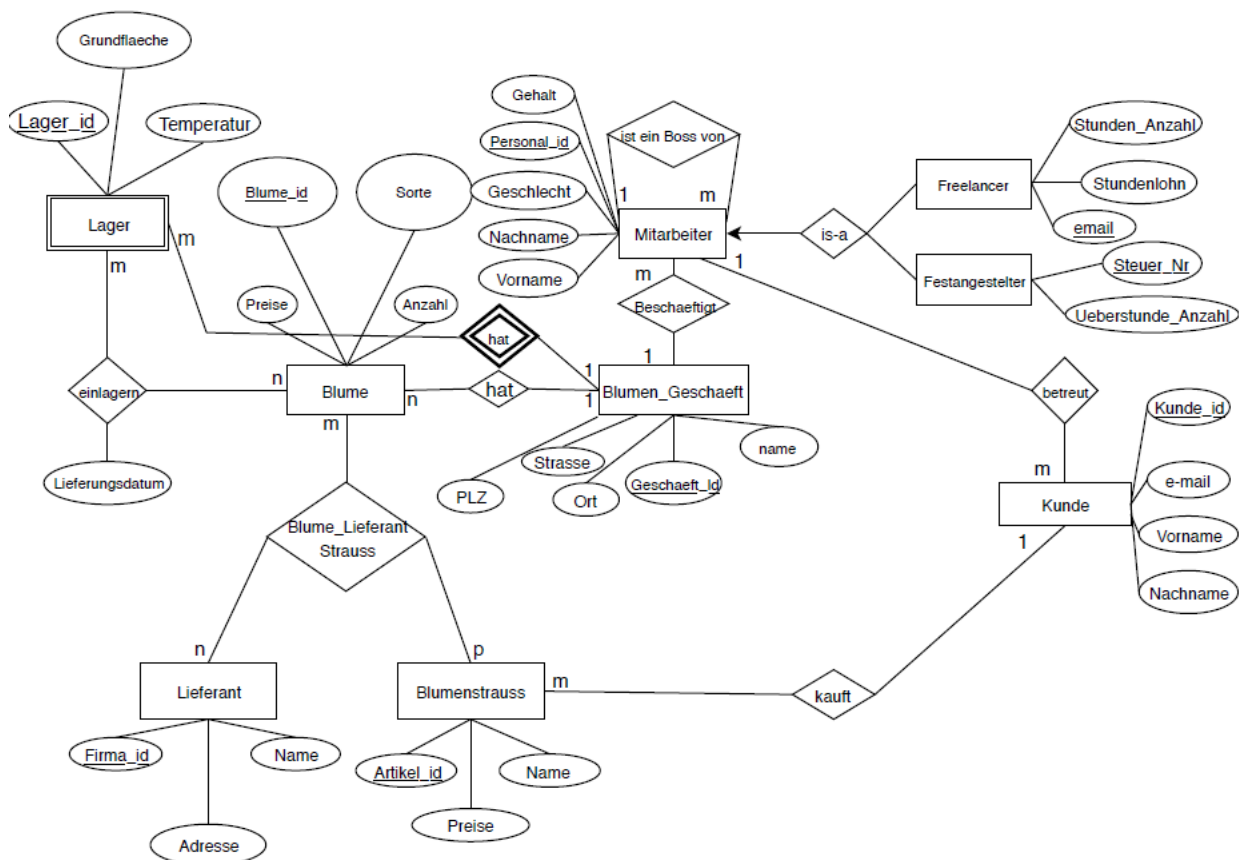 Grundflaeche
Lager_id
Temperatur
Lager
m
m
Blume_id
Sorte
Preise
Anzahl
Gehalt
Personal_id
Geschlecht
Nachname
Vorname
ist ein Boss von
1
m
Mitarbeiter
m
1
is-a
Freelancer
Stunden_Anzahl
Stundenlohn
email
Festangestelter
Steuer_Nr
Ueberstunde_Anzahl
Beschaeftigt
1
hat
1
einlagern
n
Blume
n
m
hat
1
Blumen_Geschaeft
Lieferungsdatum
PLZ
Strasse
Ort
Geschaeft_Id
name
betreut
m
Kunde
1
Kunde_id
e-mail
Vorname
Nachname
Blume_Lieferant
Strauss
n
p
Lieferant
Firma_id
Adresse
Name
Blumenstrauss
m
Artikel_id
Preise
Name
kauft